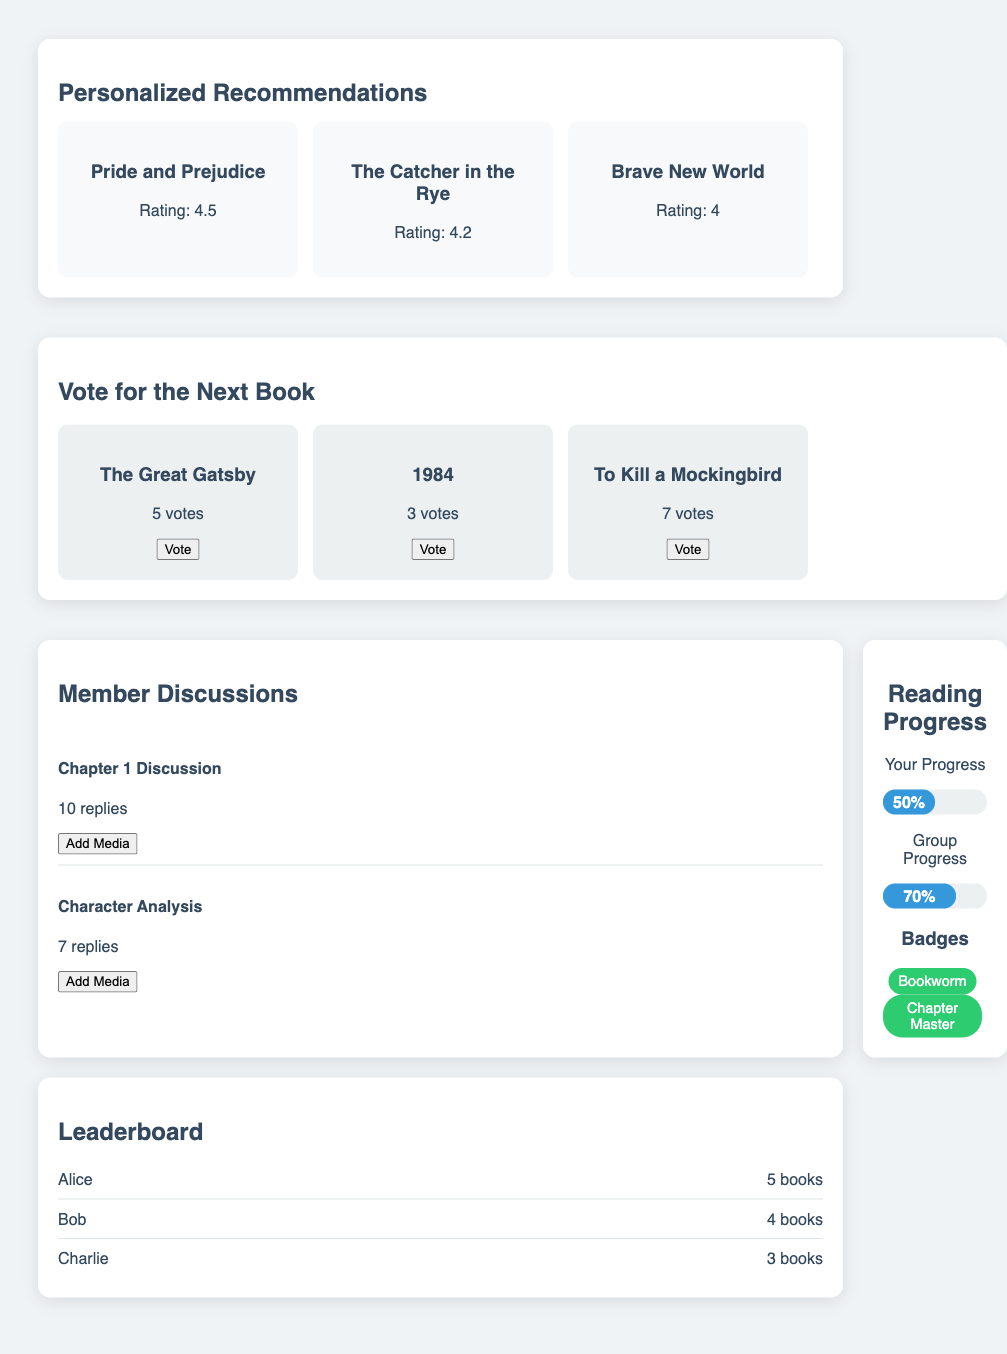 Personalized Recommendations
Pride and Prejudice
Rating: 4.5
The Catcher in the
Rye
Rating: 4.2
Brave New World
Rating: 4
Vote for the Next Book
The Great Gatsby
5 votes
Vote
1984
3 votes
Vote
To Kill a Mockingbird
7 votes
Vote
Member Discussions
Chapter 1 Discussion
10 replies
Add Media
Character Analysis
7 replies
Add Media
Reading
Progress
Your Progress
50%
Group
Progress
70%
Badges
Bookworm
Chapter
Master
Leaderboard
Alice 5 books
Bob 4 books
Charlie 3 books